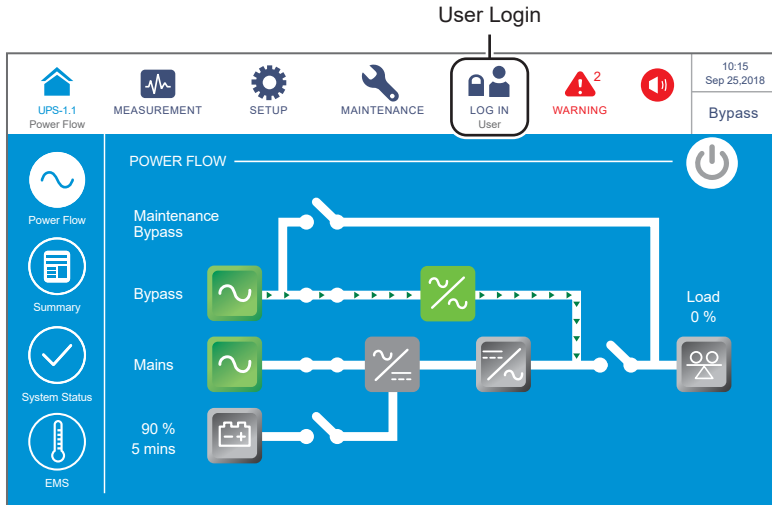 User Login
10:15
Sep 25,2018
2
UPS-1.1
MEASUREMENT
SETUP
MAINTENANCE
LOG IN
WARNING
Power Flow
User
Bypass
POWER FLOW
Power Flow
Maintenance
Bypass
Bypass
Load
0 %
Summary
Mains
System Status
90 %
5 mins
EMS